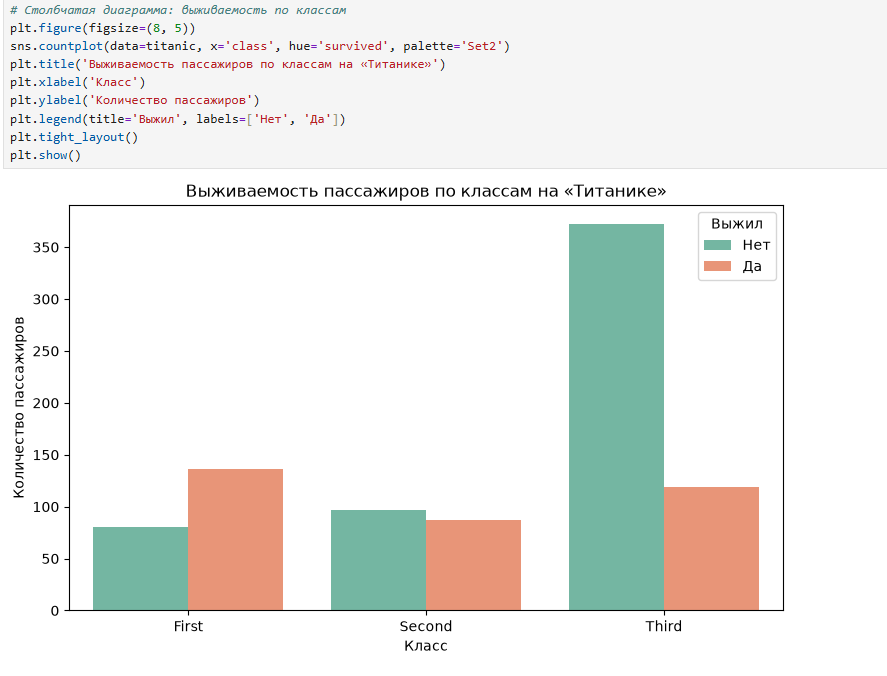 # Столбчатая диаграмма: выживаемость по классам
plt.figure(figsize=(8, 5))
sns.countplot(data=titanic, x='class', hue='survived', palette='Set2')
plt.title('Выживаемость пассажиров по классам на «Титанике»')
plt.xlabel('Класс')
plt.ylabel('Количество пассажиров')
plt.legend(title='Выжил', labels=['Нет', 'Да'])
plt.tight_layout()
plt.show()
Выживаемость пассажиров по классам на «Титанике»
Выжил
Нет
Да
Количество пассажиров
350
300
250
200
150
100
50
0
First Second Third
Класс